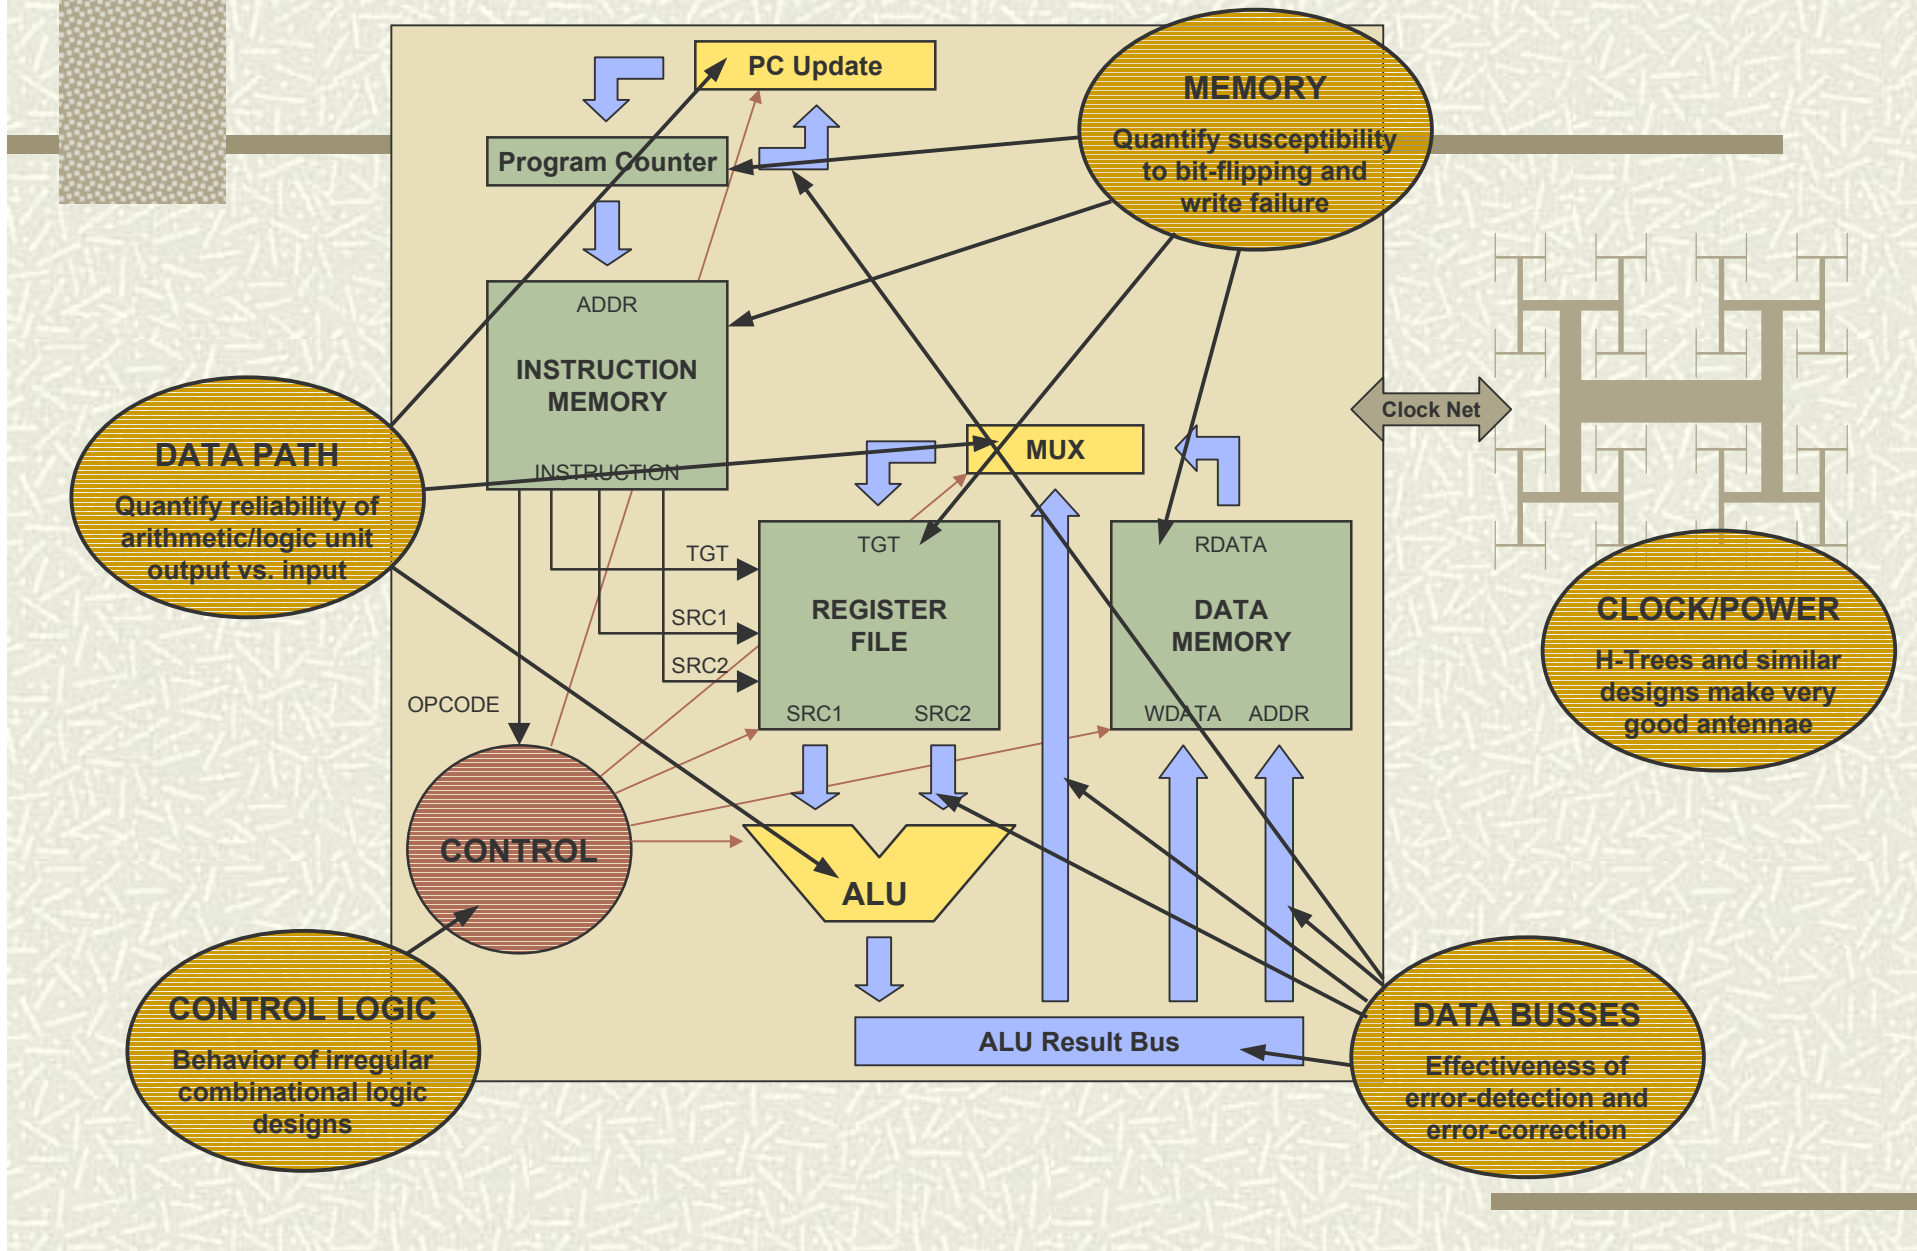 PC Update
MEMORY
Quantify susceptibility
to bit-flipping and
write failure
Program Counter
ADDR
INSTRUCTION
MEMORY
INSTRUCTION
Clock Net
DATA PATH
Quantify reliability of
arithmetic/logic unit
output vs. input
MUX
TGT
TGT
REGISTER
FILE
SRC1
SRC2
SRC1
SRC2
RDATA
DATA
MEMORY
WDATA
ADDR
CLOCK/POWER
H-Trees and similar
designs make very
good antennae
OPCODE
CONTROL
ALU
CONTROL LOGIC
Behavior of irregular
combinational logic
designs
ALU Result Bus
DATA BUSSES
Effectiveness of
error-detection and
error-correction